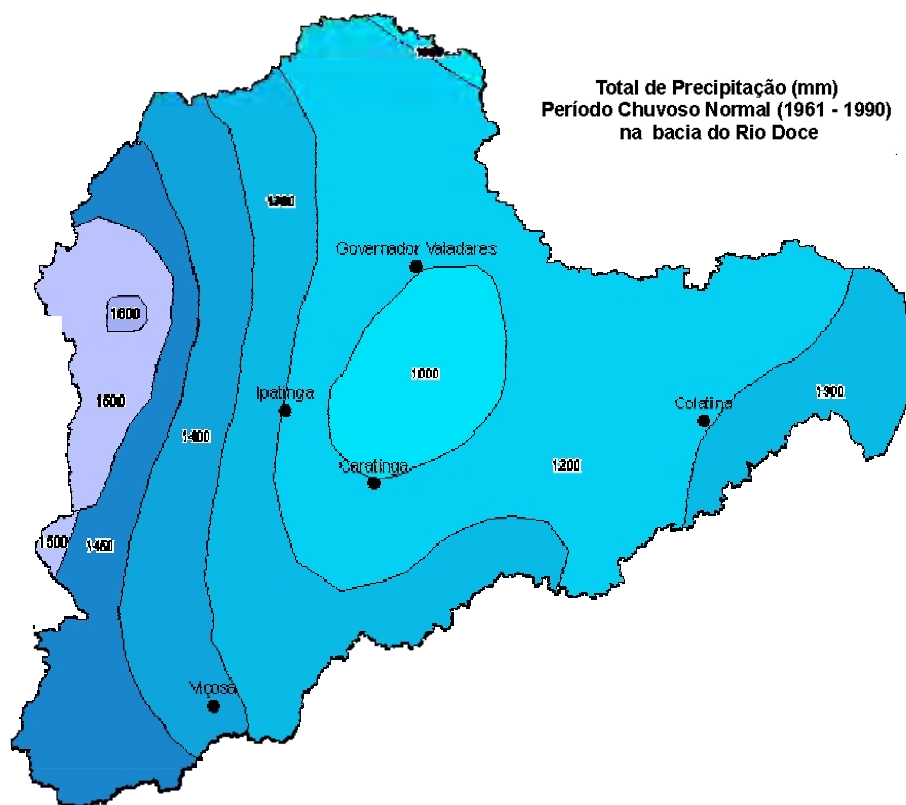 Total de Precipitação (mm)
Período Chuvoso Normal (1961 - 1990)
na bacia do Rio Doce
Governador Valadares
1600
1000
Ipatinga
1500
Colatina
1300
1400
Caratinga
1200
1500
1450
Viçosa